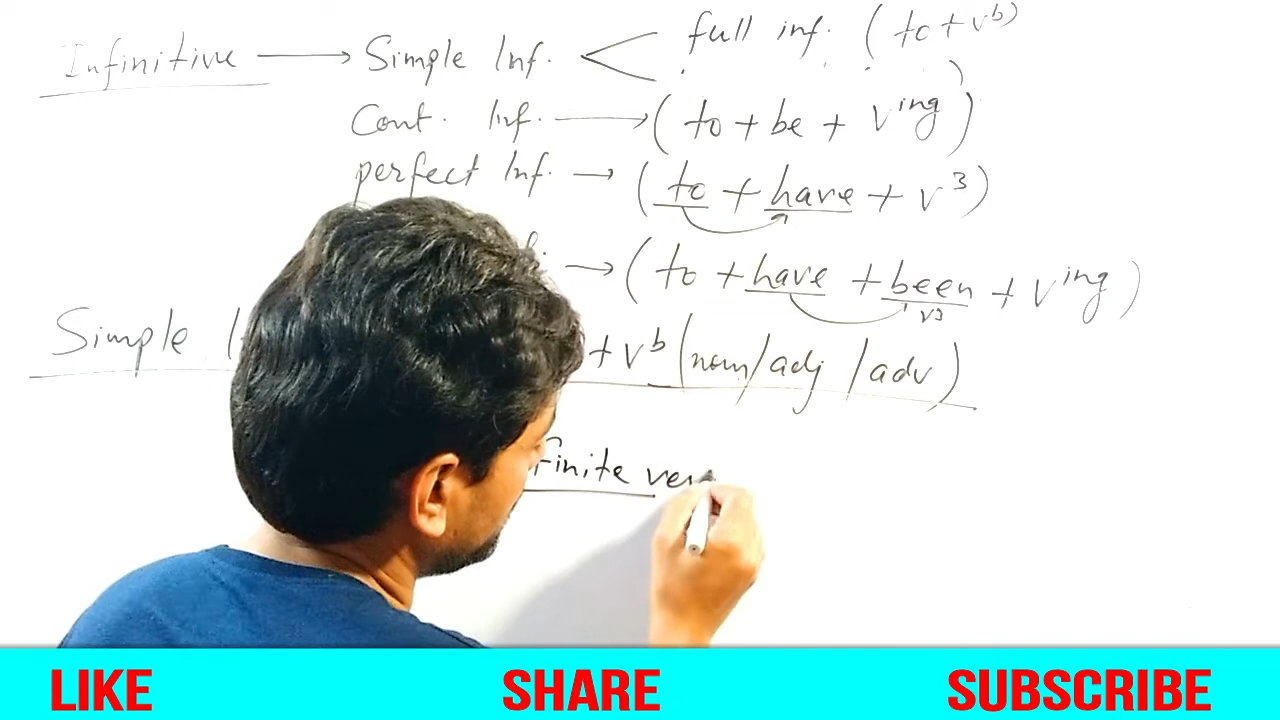 Infinitive → Simple Inf. < full inf. (to + v^b)
)
Cont. Inf. → (to + be + v^ing)
perfect Inf. → (to + have + v^3)
f. → (to + have + been + v^ing)
v3
Simple I + v^b (noun/adj/adv)
finite ver
LIKE SHARE SUBSCRIBE